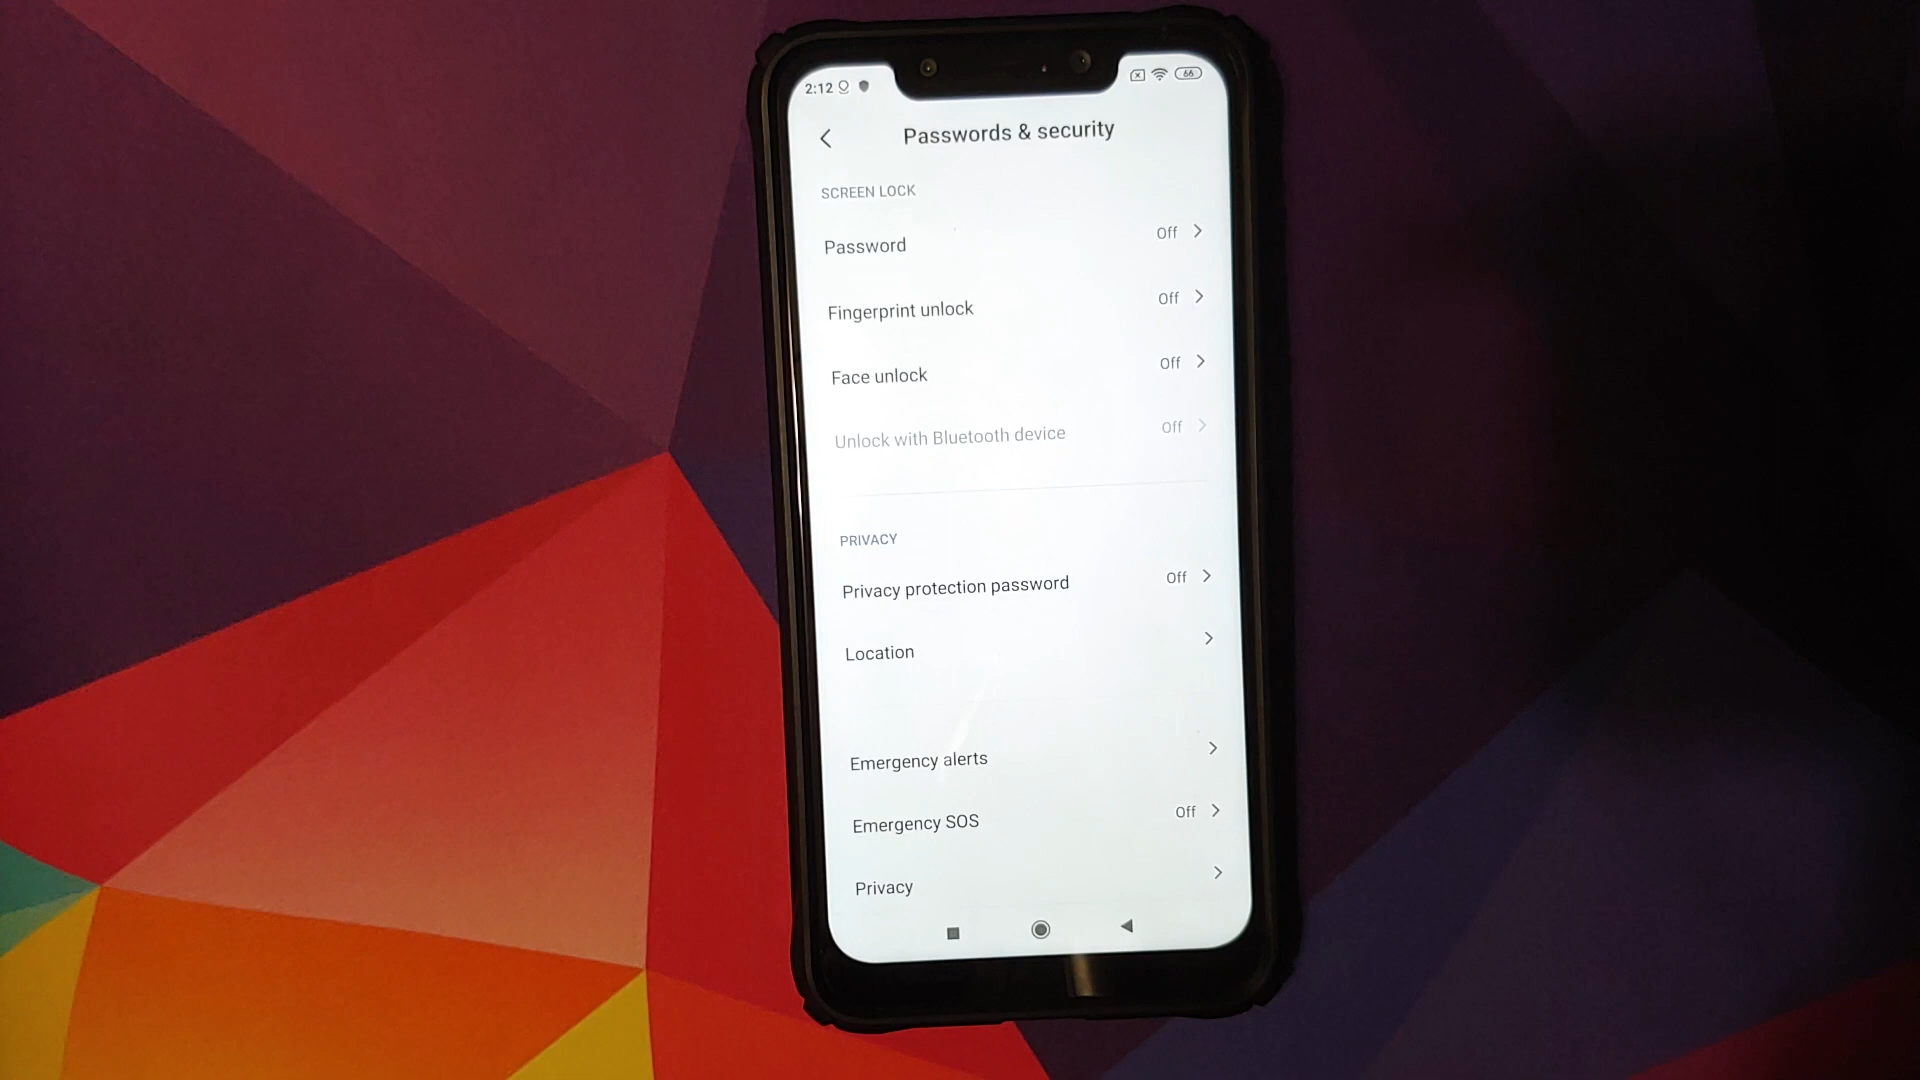 2:12
66
Passwords & security
SCREEN LOCK
Password Off
Fingerprint unlock Off
Face unlock Off
Unlock with Bluetooth device Off
PRIVACY
Privacy protection password Off
Location
Emergency alerts
Emergency SOS Off
Privacy